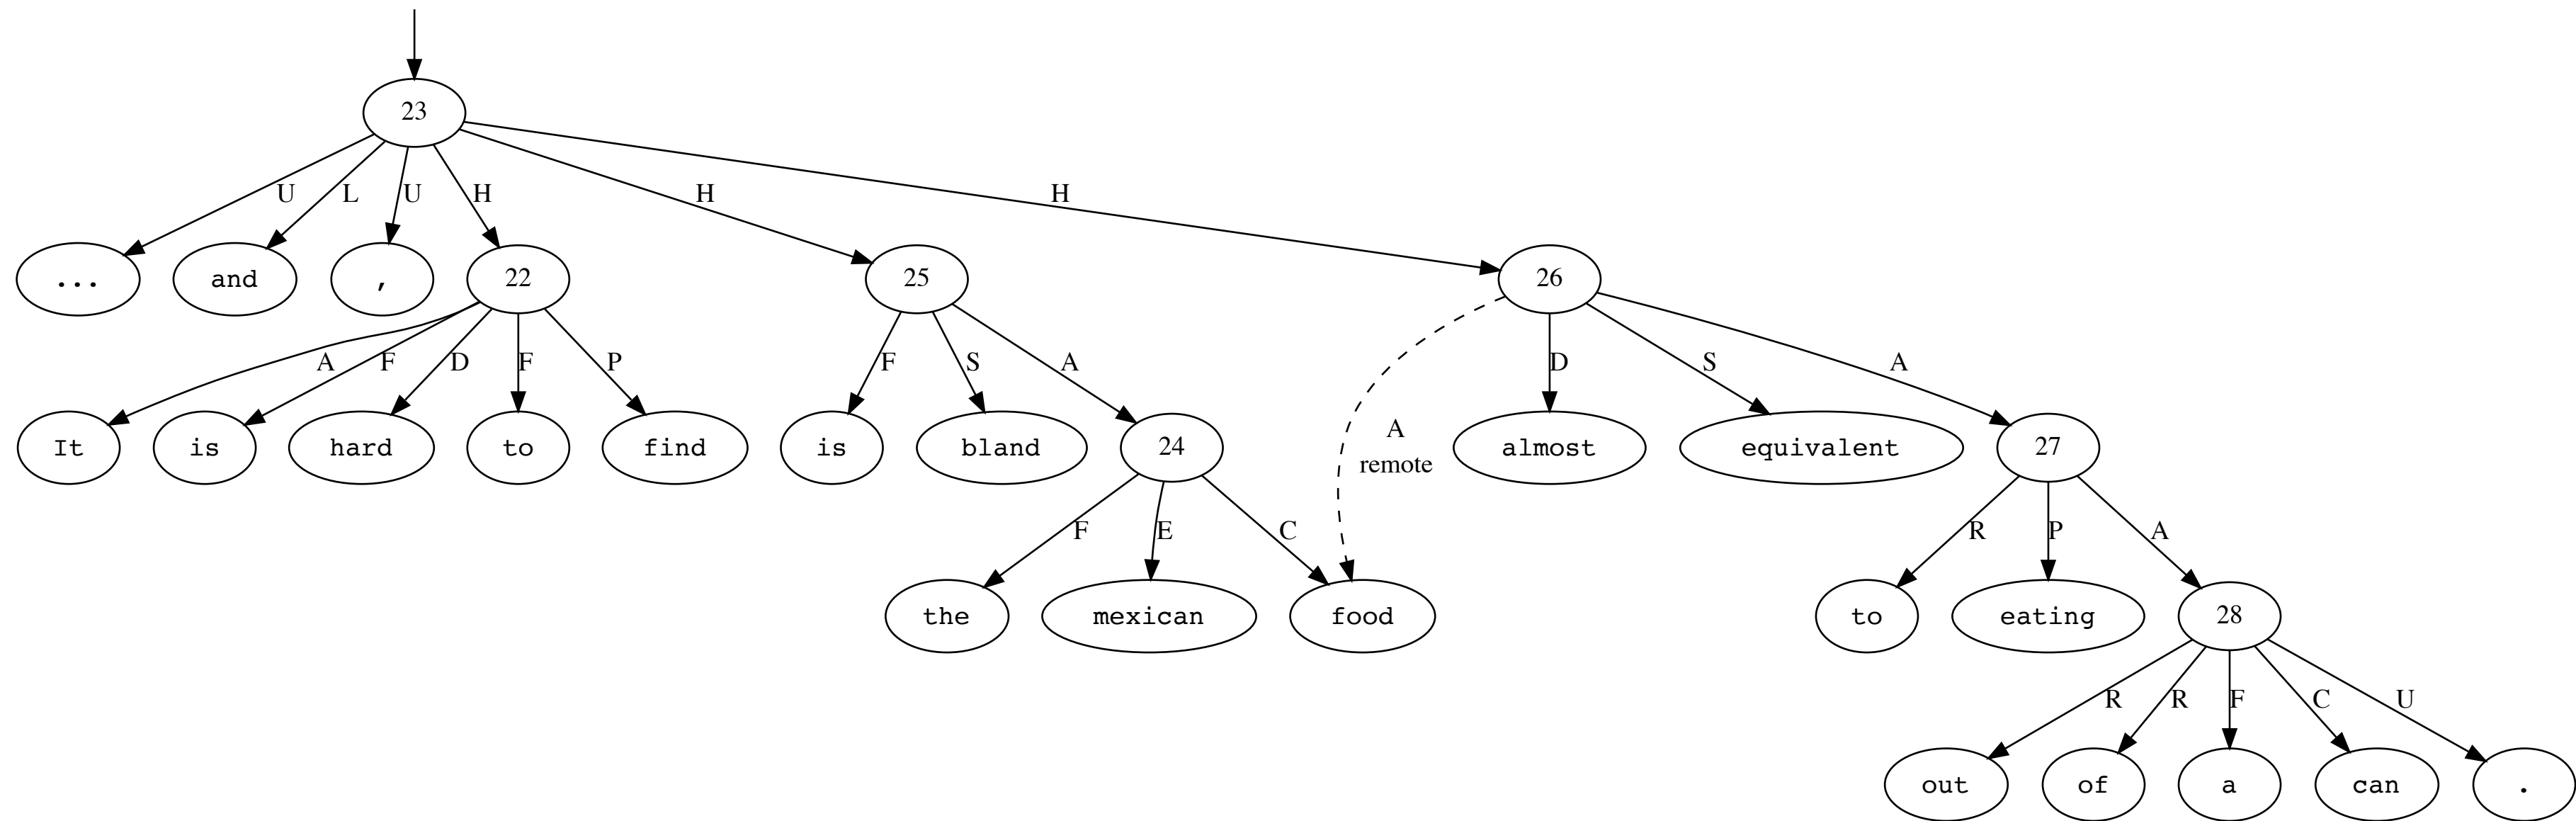 23
U L U H H H
... and , 22 25 26
A F D F P F S A A remote D S A
It is hard to find is bland 24 almost equivalent 27
F E C R P A
the mexican food to eating 28
R R F C U
out of a can .